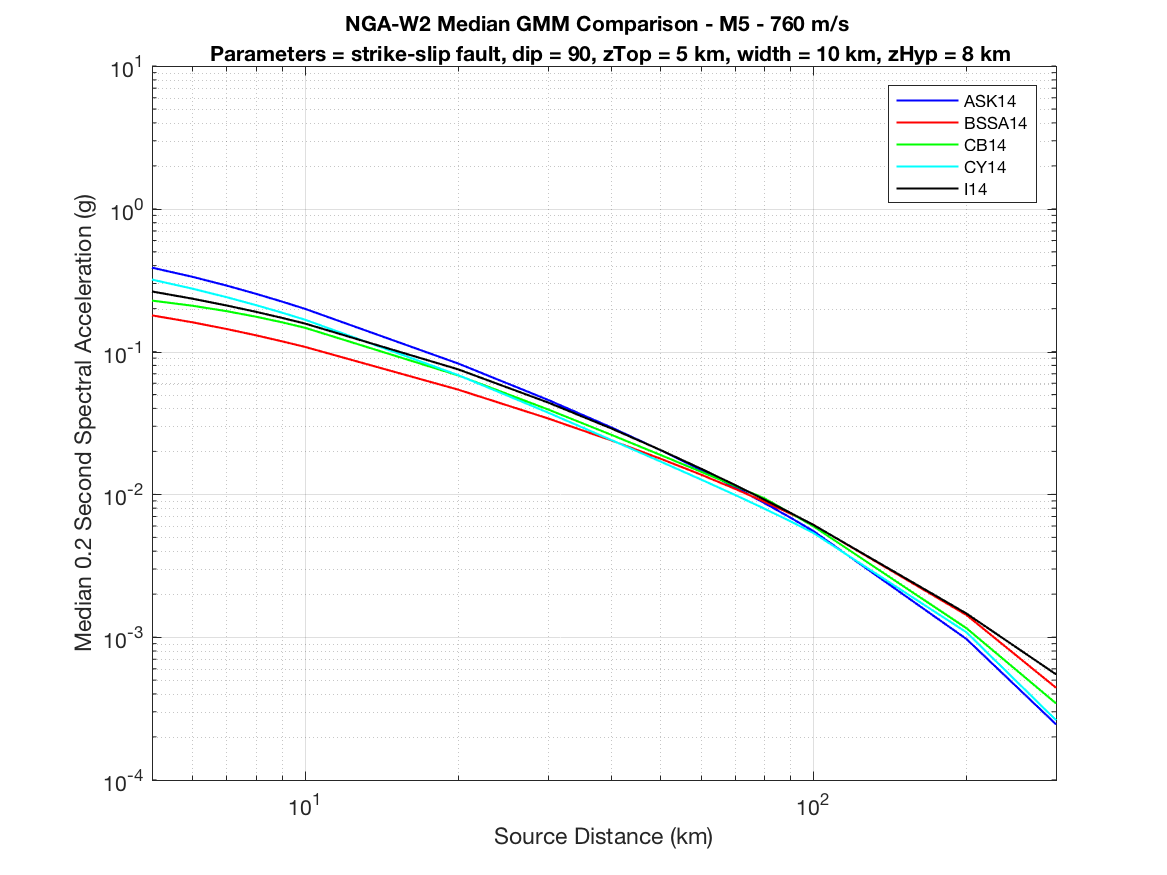 NGA-W2 Median GMM Comparison - M5 - 760 m/s
Parameters = strike-slip fault, dip = 90, zTop = 5 km, width = 10 km, zHyp = 8 km
10^1
10^0
10^-1
10^-2
10^-3
10^-4
Median 0.2 Second Spectral Acceleration (g)
ASK14
BSSA14
CB14
CY14
I14
10^1
10^2
Source Distance (km)